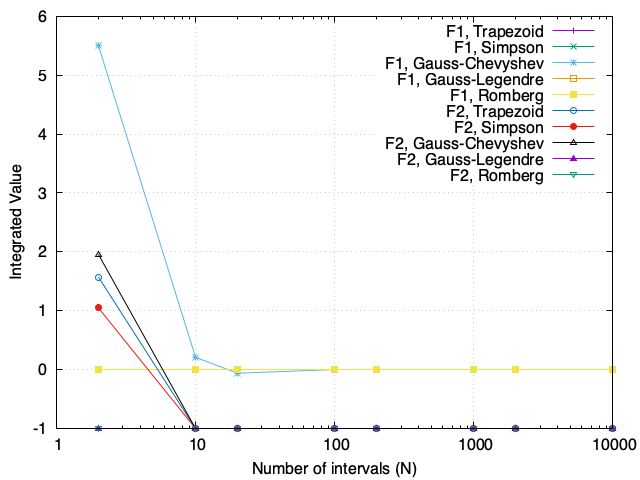 6
5
4
3
2
1
0
-1
Integrated Value
F1, Trapezoid
F1, Simpson
F1, Gauss-Chevyshev
F1, Gauss-Legendre
F1, Romberg
F2, Trapezoid
F2, Simpson
F2, Gauss-Chevyshev
F2, Gauss-Legendre
F2, Romberg
1 10 100 1000 10000
Number of intervals (N)